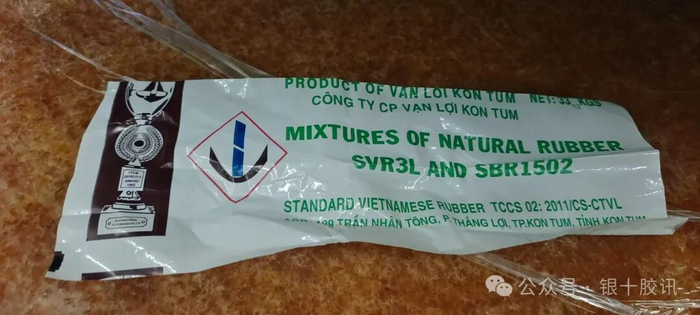 PRODUCT OF VẠN LỢI KON TUM NET: 33 KGS
CÔNG TY CP VẠN LỢI KON TUM
MIXTURES OF NATURAL RUBBER
SVR3L AND SBR1502
STANDARD VIETNAMESE RUBBER TCCS 02: 2011/CS-CTVL
199 TRẦN NHÂN TÔNG, P. THẮNG LỢI, TP.KON TUM, TỈNH KON TUM
公众号 · 银十胶讯